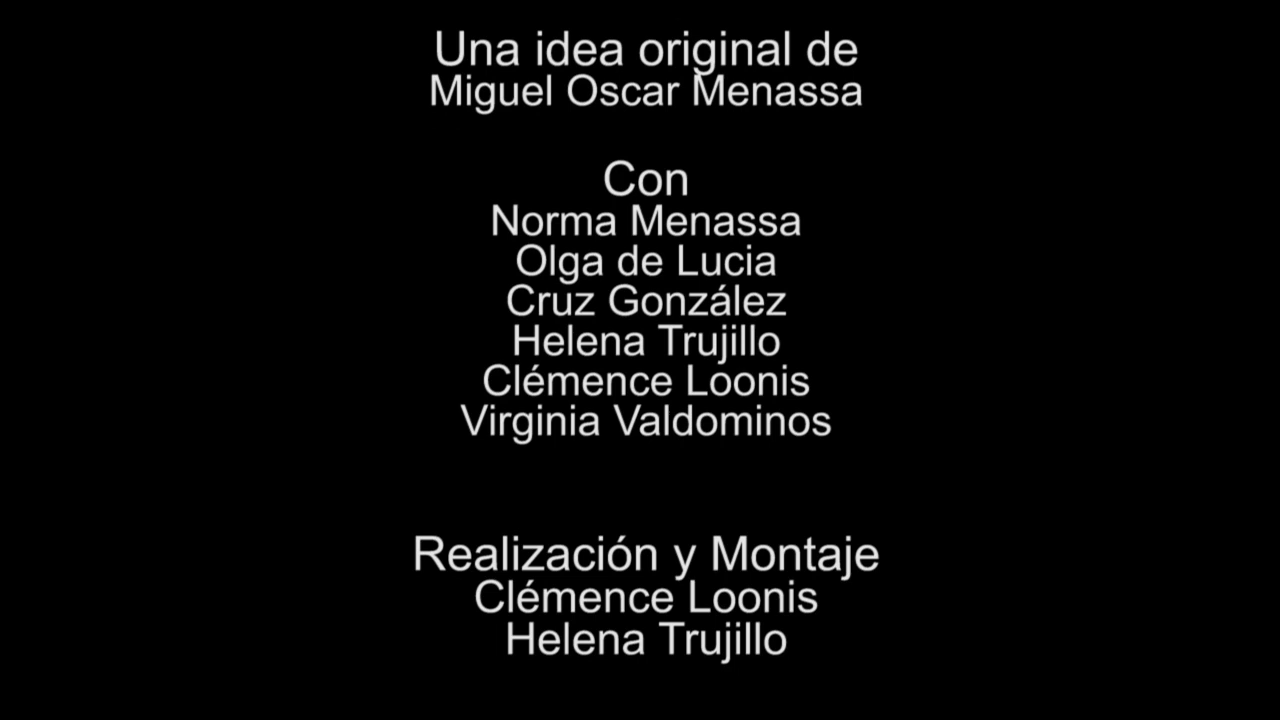 Una idea original de
Miguel Oscar Menassa
Con
Norma Menassa
Olga de Lucia
Cruz González
Helena Trujillo
Clémence Loonis
Virginia Valdominos
Realización y Montaje
Clémence Loonis
Helena Trujillo